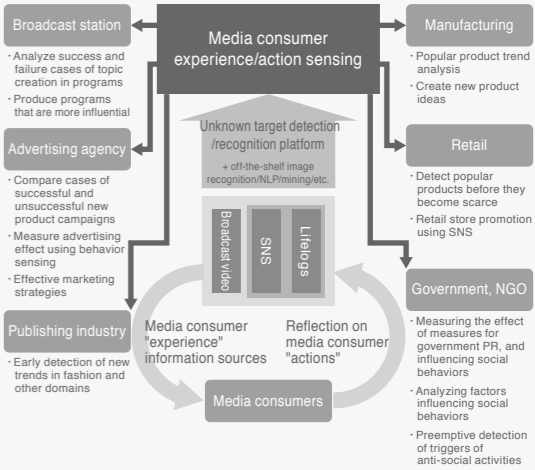 Broadcast station
· Analyze success and
failure cases of topic
creation in programs
· Produce programs
that are more influential
Advertising agency
· Compare cases of
successful and
unsuccessful new
product campaigns
· Measure advertising
effect using behavior
sensing
· Effective marketing
strategies
Publishing industry
· Early detection of new
trends in fashion and
other domains
Media consumer
experience/action sensing
Unknown target detection
/recognition platform
+ off-the-shelf image
recognition/NLP/mining/etc.
Broadcast video
SNS
Lifelogs
Media consumer
"experience"
information sources
Reflection on
media consumer
"actions"
Media consumers
Manufacturing
· Popular product trend
analysis
· Create new product
ideas
Retail
· Detect popular
products before they
become scarce
· Retail store promotion
using SNS
Government, NGO
· Measuring the effect
of measures for
government PR, and
influencing social
behaviors
· Analyzing factors
influencing social
behaviors
· Preemptive detection
of triggers of
anti-social activities